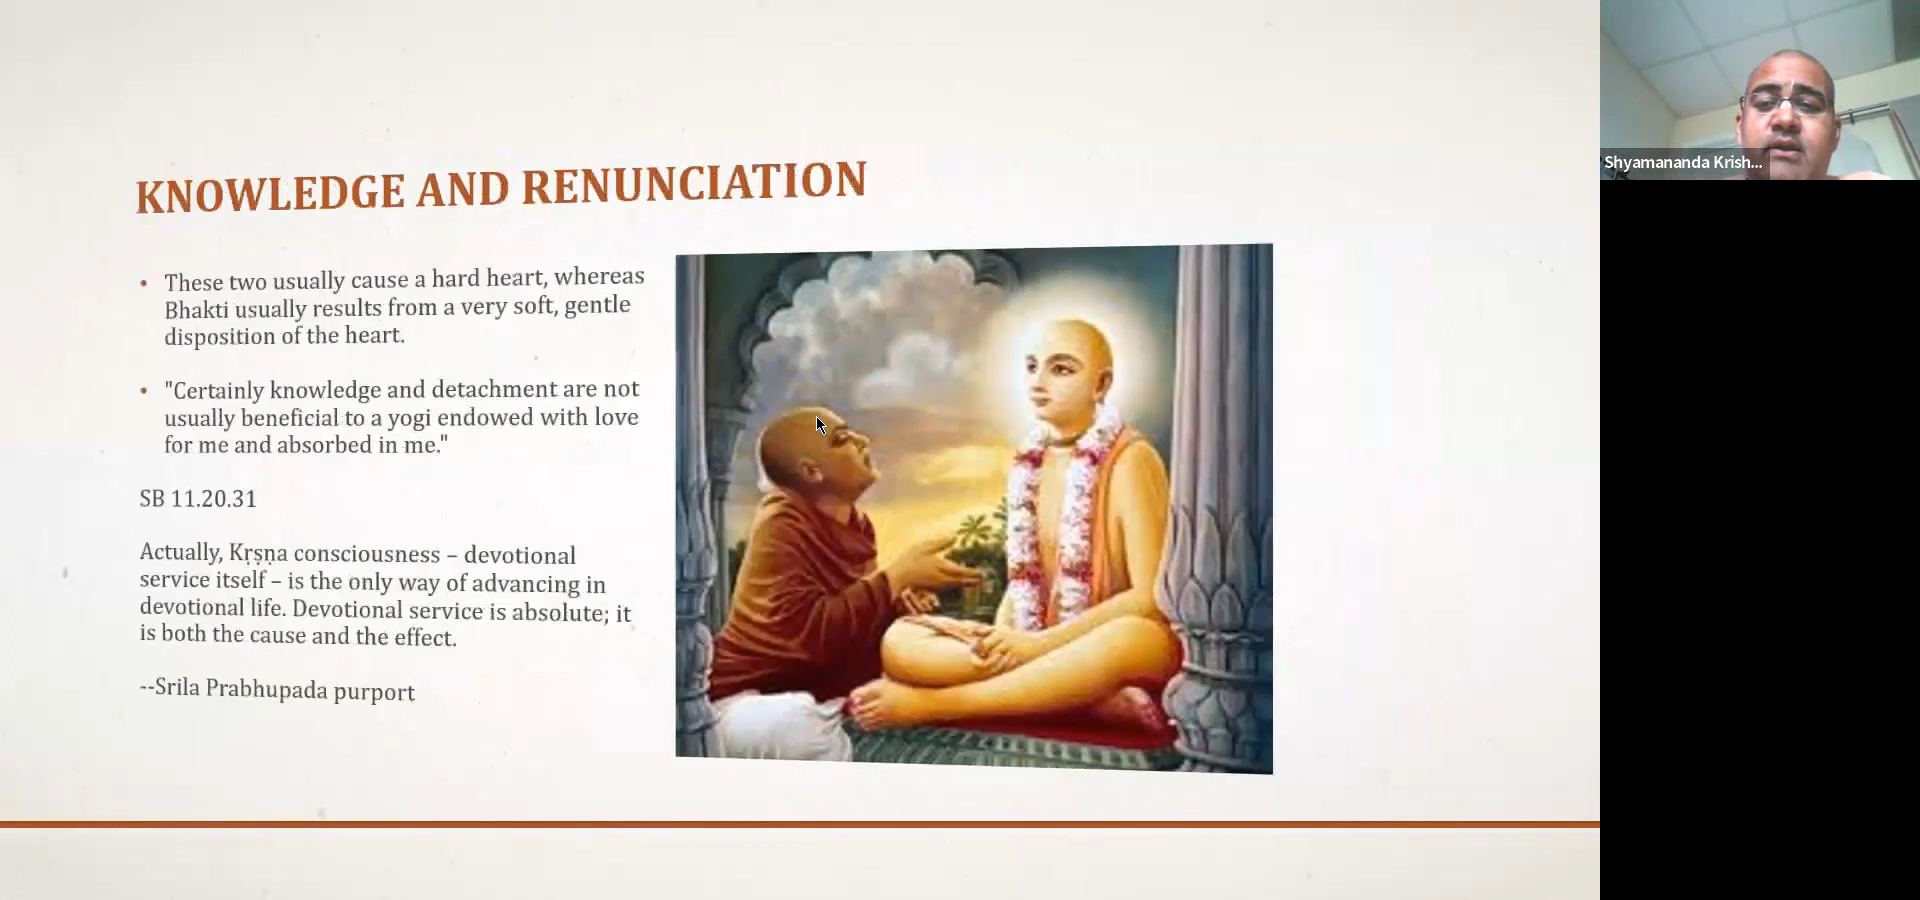 KNOWLEDGE AND RENUNCIATION
• These two usually cause a hard heart, whereas
Bhakti usually results from a very soft, gentle
disposition of the heart.
• "Certainly knowledge and detachment are not
usually beneficial to a yogi endowed with love
for me and absorbed in me."
SB 11.20.31
Actually, Kṛṣṇa consciousness – devotional
service itself – is the only way of advancing in
devotional life. Devotional service is absolute; it
is both the cause and the effect.
--Srila Prabhupada purport
Shyamananda Krish...